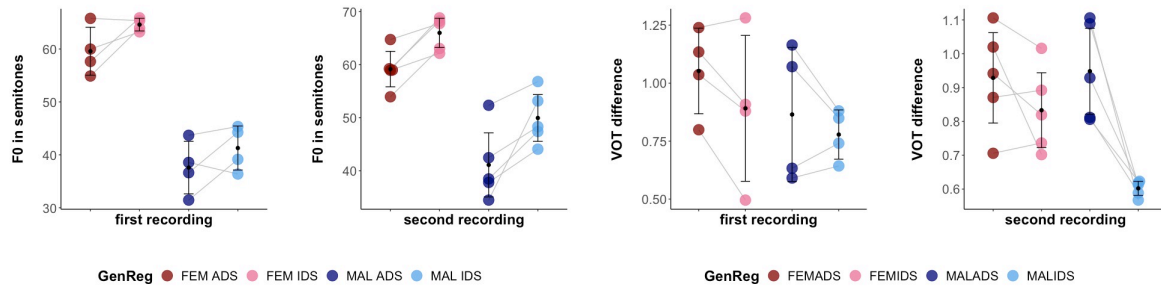 F0 in semitones
60
50
40
30
first recording
F0 in semitones
70
60
50
40
second recording
GenReg FEM ADS FEM IDS MAL ADS MAL IDS
VOT difference
1.25
1.00
0.75
0.50
first recording
VOT difference
1.1
1.0
0.9
0.8
0.7
0.6
second recording
GenReg FEMADS FEMIDS MALADS MALIDS